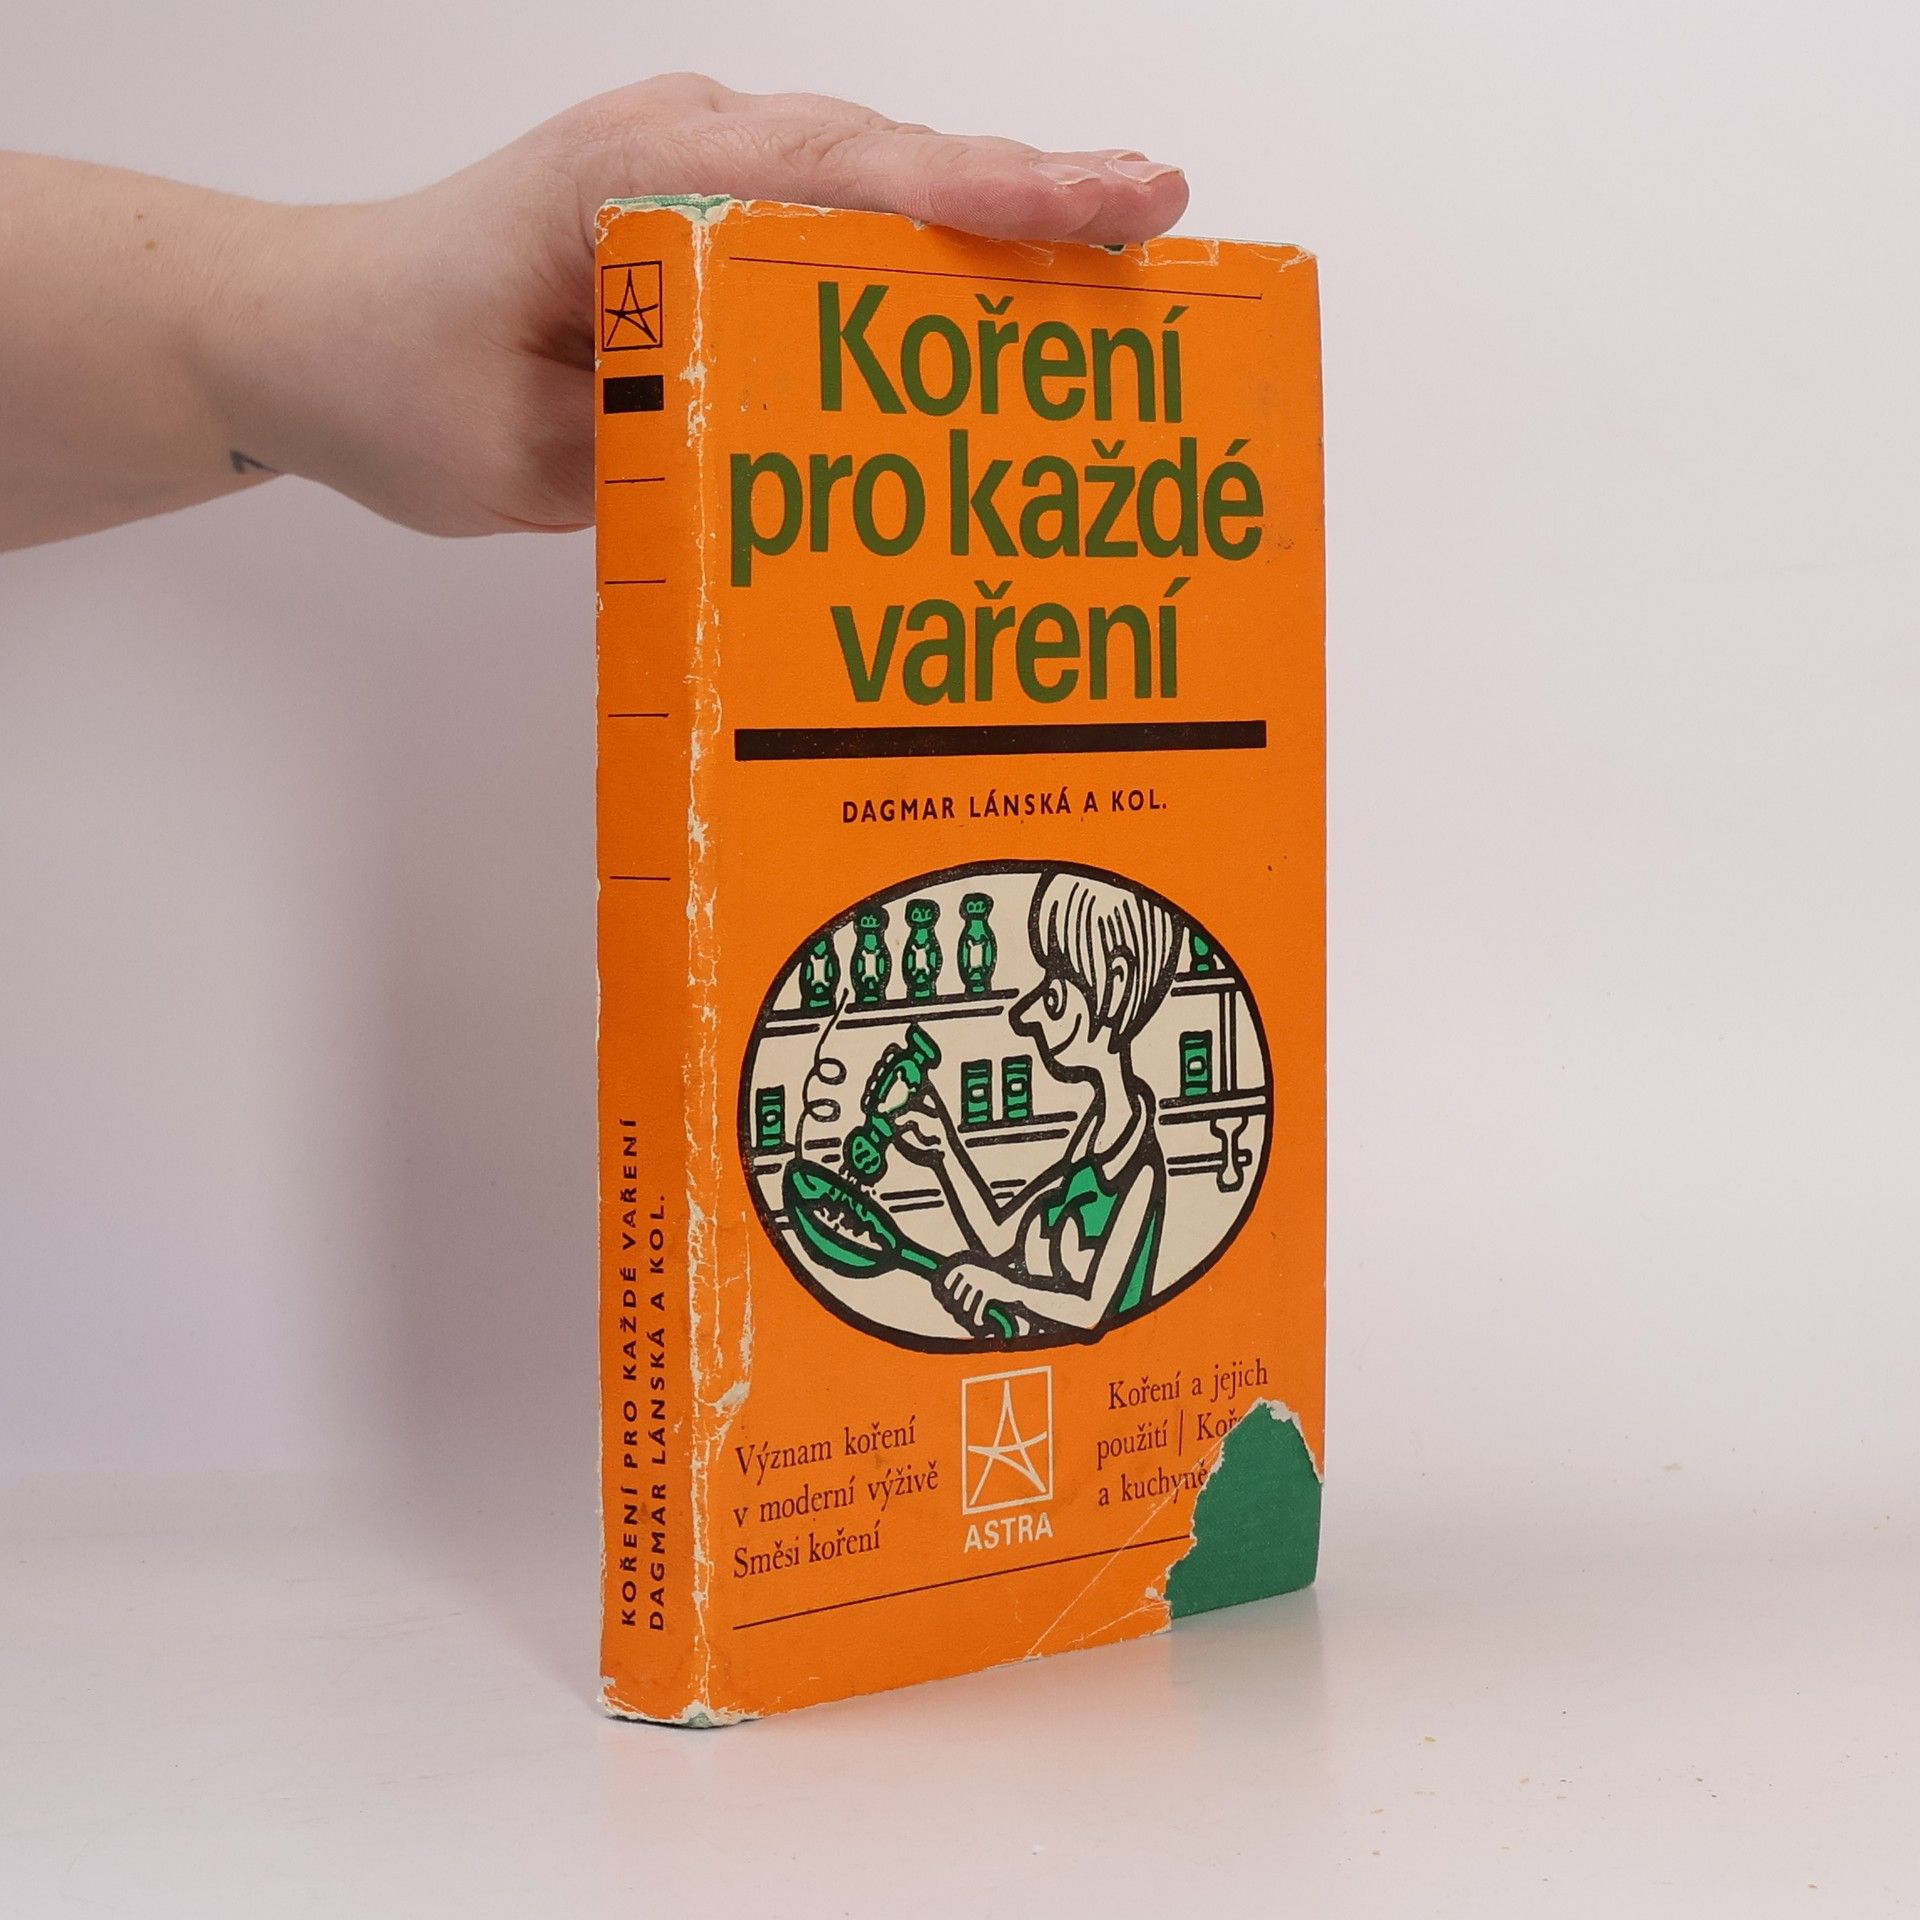 Koření
pro každé
vaření
DAGMAR LÁNSKÁ A KOL.
Význam koření
v moderní výživě
Směsi koření
ASTRA
Koření a jejich
použití |
a kuchyně
KOŘENÍ PRO KAŽDÉ VAŘENÍ
DAGMAR LÁNSKÁ A KOL.